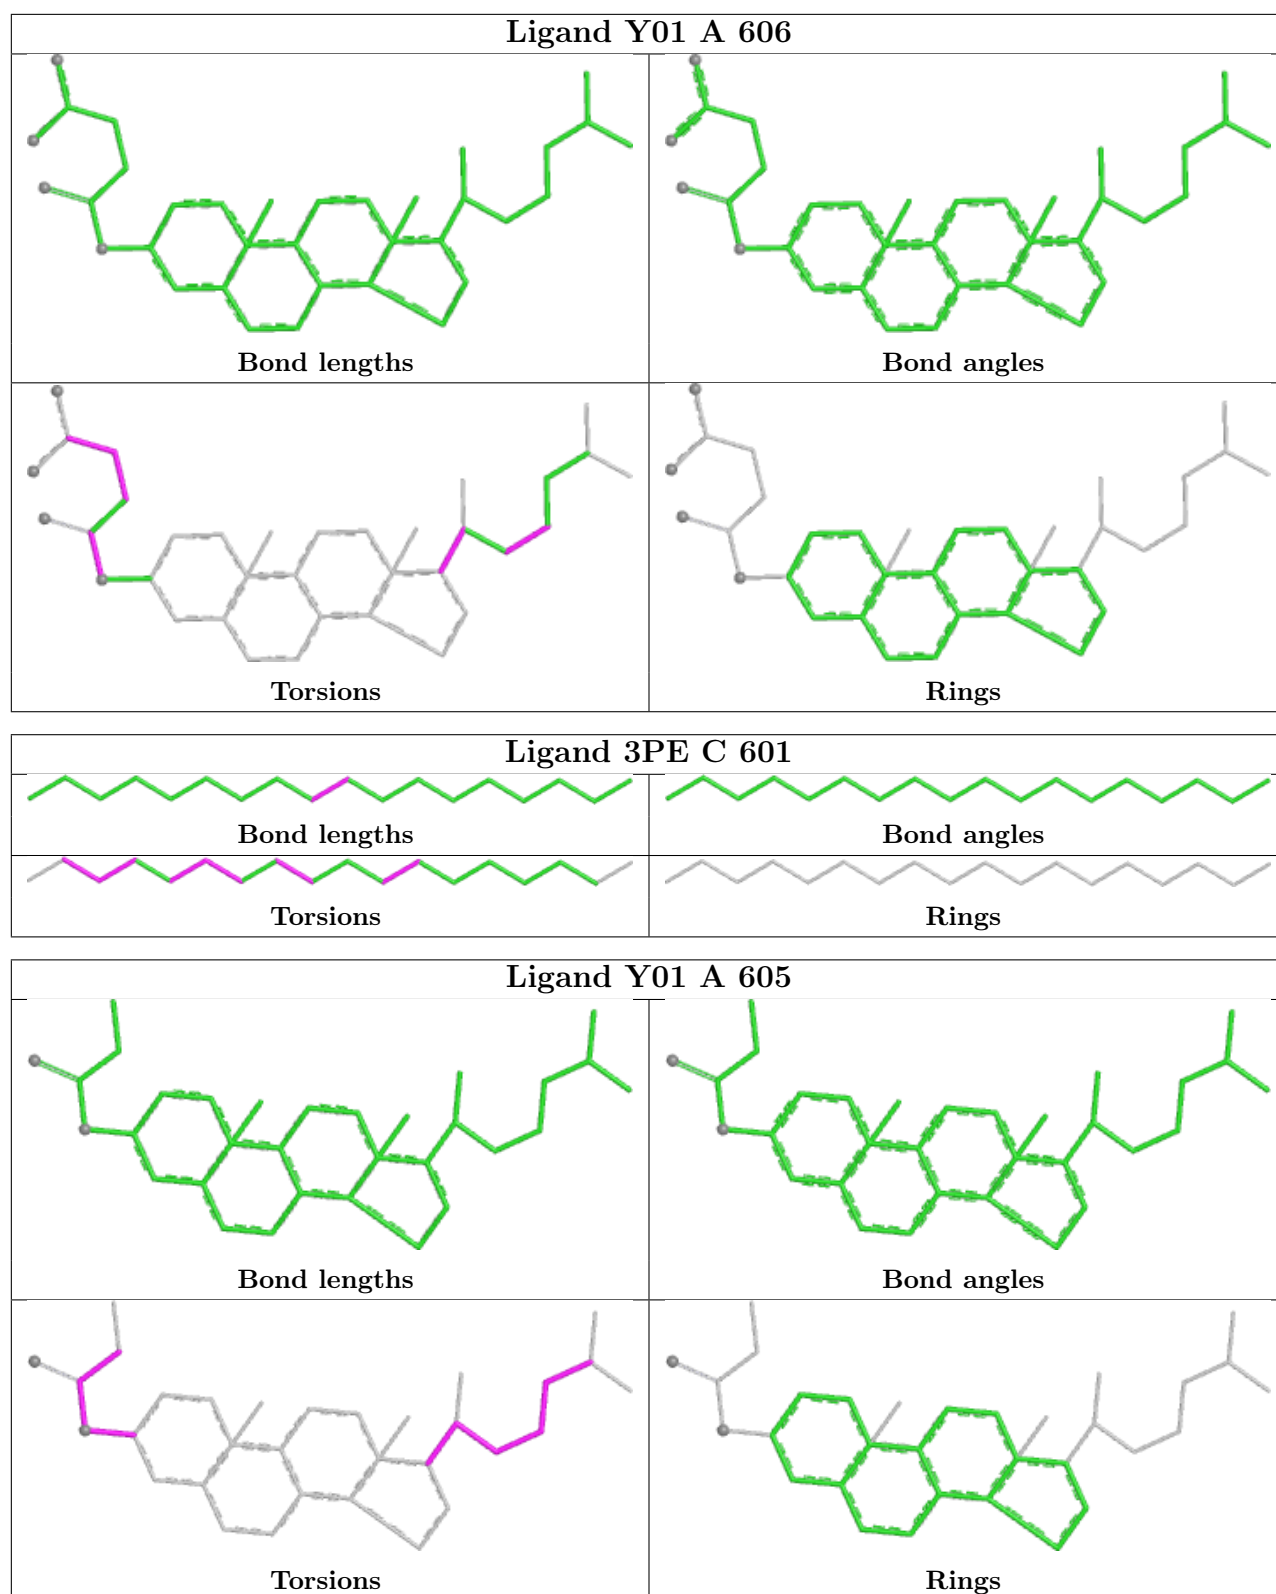 Ligand Y01 A 606
Bond lengths
Bond angles
Torsions
Rings
Ligand 3PE C 601
Bond lengths
Bond angles
Torsions
Rings
Ligand Y01 A 605
Bond lengths
Bond angles
Torsions
Rings